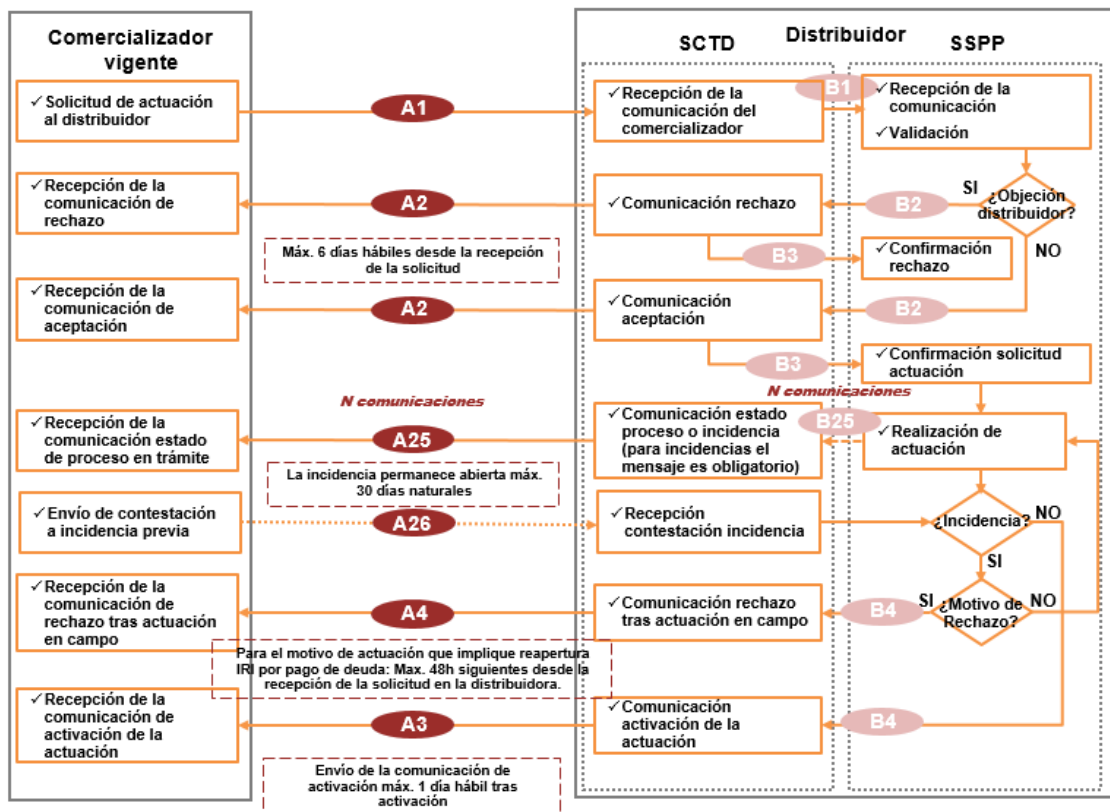 Comercializador
vigente
SCTD
Distribuidor
SSPP
✓ Solicitud de actuación
al distribuidor
A1
✓ Recepción de la
comunicación del
comercializador
B1
✓ Recepción de la
comunicación
✓ Validación
✓ Recepción de la
comunicación de
rechazo
A2
✓ Comunicación rechazo
B2
SI
¿Objeción
distribuidor?
NO
Máx. 6 días hábiles desde la recepción
de la solicitud
B3
✓ Confirmación
rechazo
✓ Recepción de la
comunicación de
aceptación
A2
✓ Comunicación
aceptación
B2
B3
✓ Confirmación solicitud
actuación
N comunicaciones
N comunicaciones
✓ Recepción de la
comunicación estado
de proceso en trámite
A25
✓ Comunicación estado
proceso o incidencia
(para incidencias el
mensaje es obligatorio)
B25
✓ Realización de
actuación
La incidencia permanece abierta máx.
30 días naturales
✓ Envío de contestación
a incidencia previa
A26
✓ Recepción
contestación incidencia
¿Incidencia?
NO
SI
✓ Recepción de la
comunicación de
rechazo tras actuación
en campo
A4
✓ Comunicación rechazo
tras actuación en campo
B4
SI
¿Motivo de
Rechazo?
NO
Para el motivo de actuación que implique reapertura
IRI por pago de deuda: Max. 48h siguientes desde la
recepción de la solicitud en la distribuidora.
✓ Recepción de la
comunicación de
activación de la
actuación
A3
✓ Comunicación
activación de la
actuación
B4
Envío de la comunicación de
activación máx. 1 día hábil tras
activación